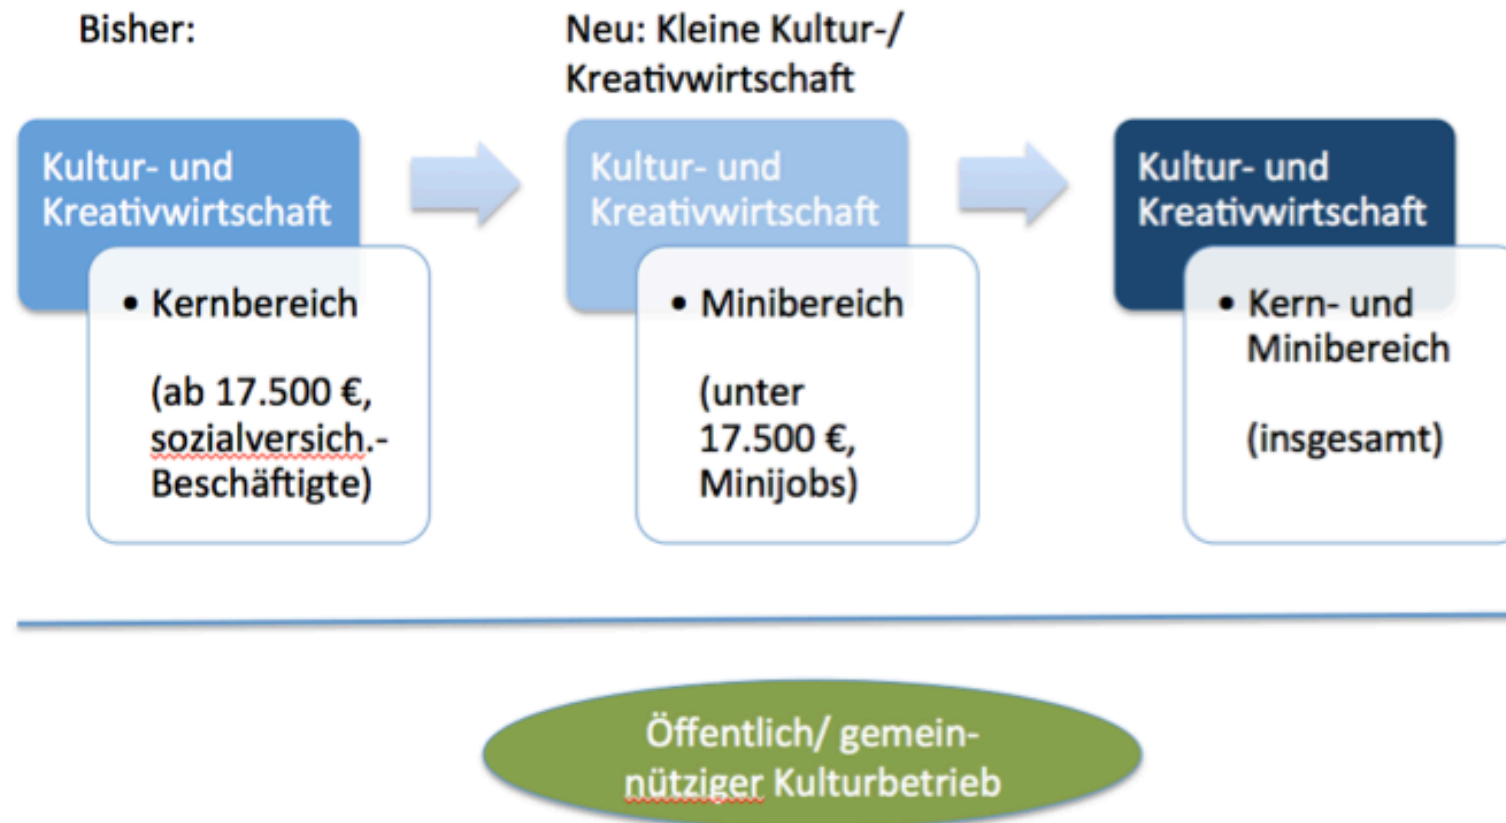 Bisher:
Neu: Kleine Kultur-/
Kreativwirtschaft
Kultur- und
Kreativwirtschaft
• Kernbereich
(ab 17.500 €,
sozialversich.-
Beschäftigte)
Kultur- und
Kreativwirtschaft
• Minibereich
(unter
17.500 €,
Minijobs)
Kultur- und
Kreativwirtschaft
• Kern- und
Minibereich
(insgesamt)
Öffentlich/ gemein-
nütziger Kulturbetrieb